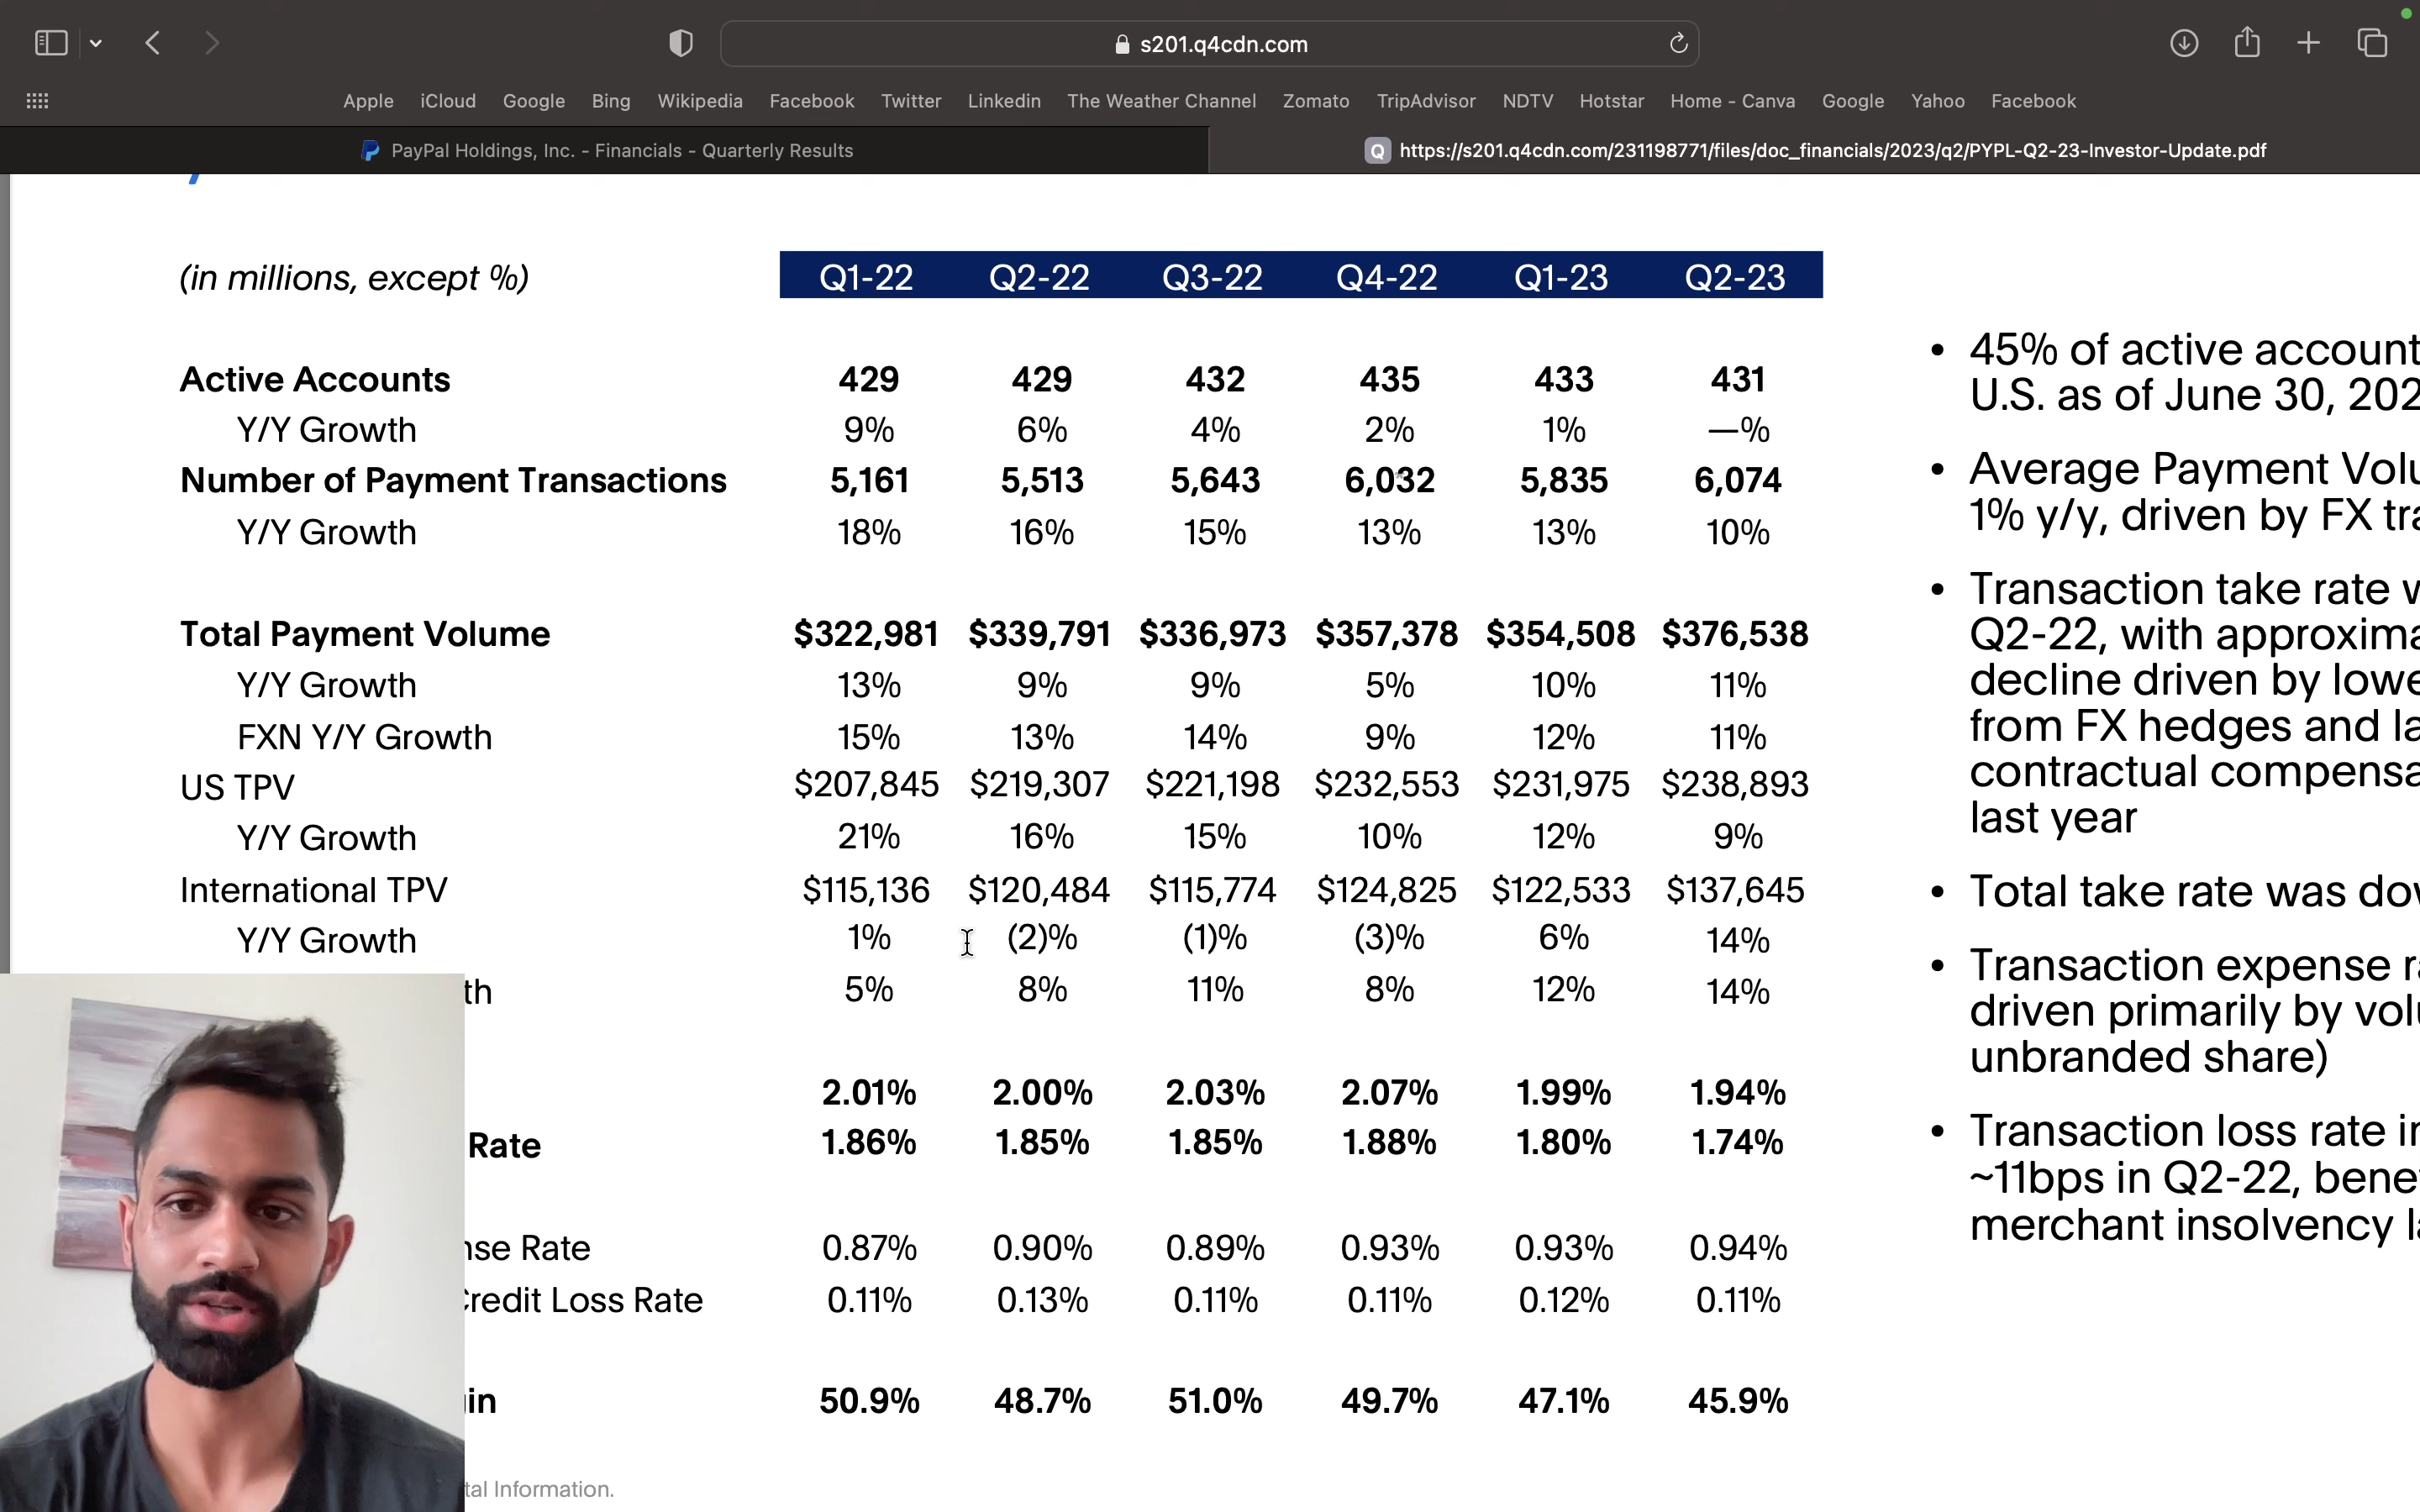 s201.q4cdn.com
Apple iCloud Google Bing Wikipedia Facebook Twitter Linkedin The Weather Channel Zomato TripAdvisor NDTV Hotstar Home - Canva Google Yahoo Facebook
PayPal Holdings, Inc. - Financials - Quarterly Results
Q https://s201.q4cdn.com/231198771/files/doc_financials/2023/q2/PYPL-Q2-23-Investor-Update.pdf
(in millions, except %) Q1-22 Q2-22 Q3-22 Q4-22 Q1-23 Q2-23
Active Accounts 429 429 432 435 433 431
Y/Y Growth 9% 6% 4% 2% 1% —%
Number of Payment Transactions 5,161 5,513 5,643 6,032 5,835 6,074
Y/Y Growth 18% 16% 15% 13% 13% 10%
Total Payment Volume $322,981 $339,791 $336,973 $357,378 $354,508 $376,538
Y/Y Growth 13% 9% 9% 5% 10% 11%
FXN Y/Y Growth 15% 13% 14% 9% 12% 11%
US TPV $207,845 $219,307 $221,198 $232,553 $231,975 $238,893
Y/Y Growth 21% 16% 15% 10% 12% 9%
International TPV $115,136 $120,484 $115,774 $124,825 $122,533 $137,645
Y/Y Growth 1% (2)% (1)% (3)% 6% 14%
th 5% 8% 11% 8% 12% 14%
2.01% 2.00% 2.03% 2.07% 1.99% 1.94%
Rate 1.86% 1.85% 1.85% 1.88% 1.80% 1.74%
nse Rate 0.87% 0.90% 0.89% 0.93% 0.93% 0.94%
Credit Loss Rate 0.11% 0.13% 0.11% 0.11% 0.12% 0.11%
in 50.9% 48.7% 51.0% 49.7% 47.1% 45.9%
tal Information.
• 45% of active account
U.S. as of June 30, 202
• Average Payment Volu
1% y/y, driven by FX tra
• Transaction take rate w
Q2-22, with approxima
decline driven by lowe
from FX hedges and la
contractual compensa
last year
• Total take rate was dow
• Transaction expense ra
driven primarily by volu
unbranded share)
• Transaction loss rate in
~11bps in Q2-22, benef
merchant insolvency la